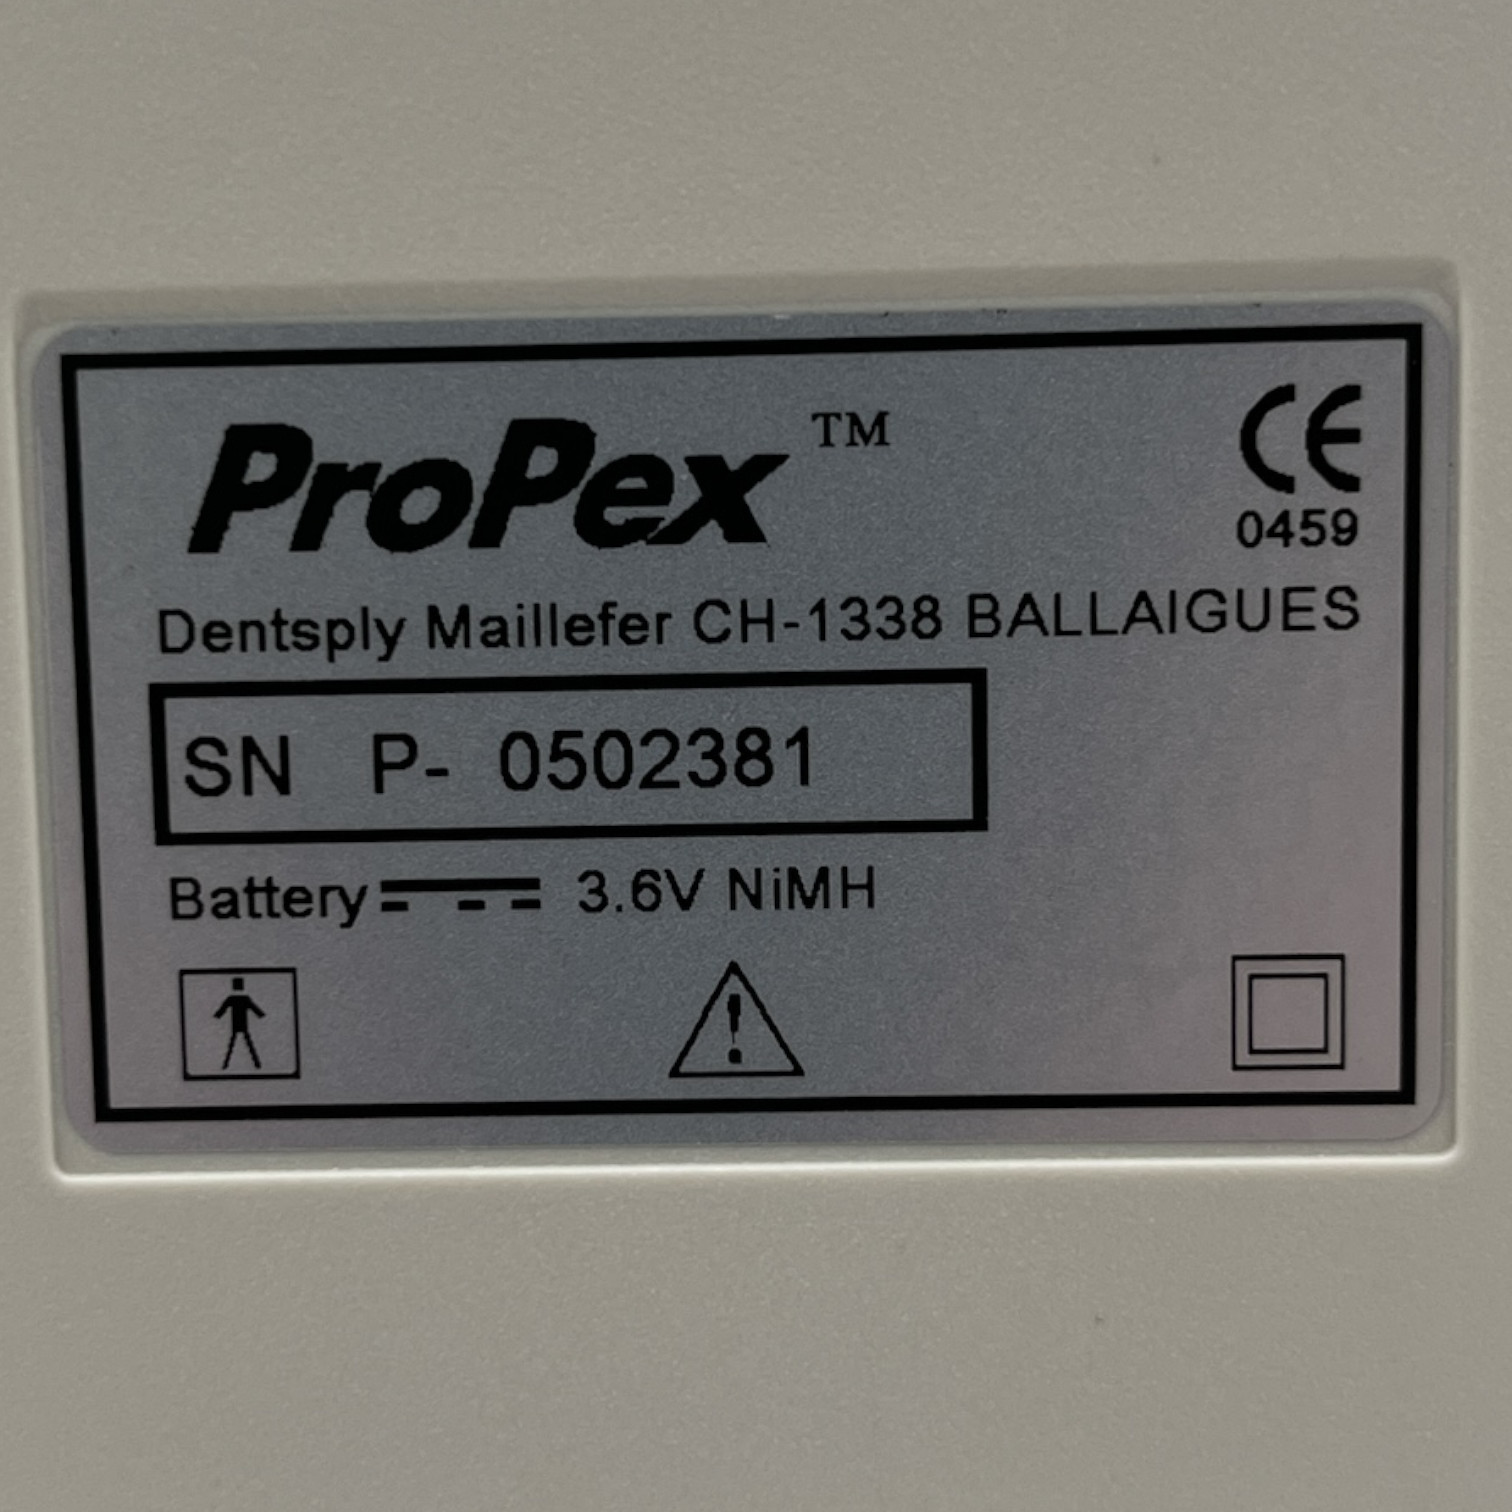 ProPex™
CE
0459
Dentsply Maillefer CH-1338 BALLAIGUES
SN P- 0502381
Battery 3.6V NiMH